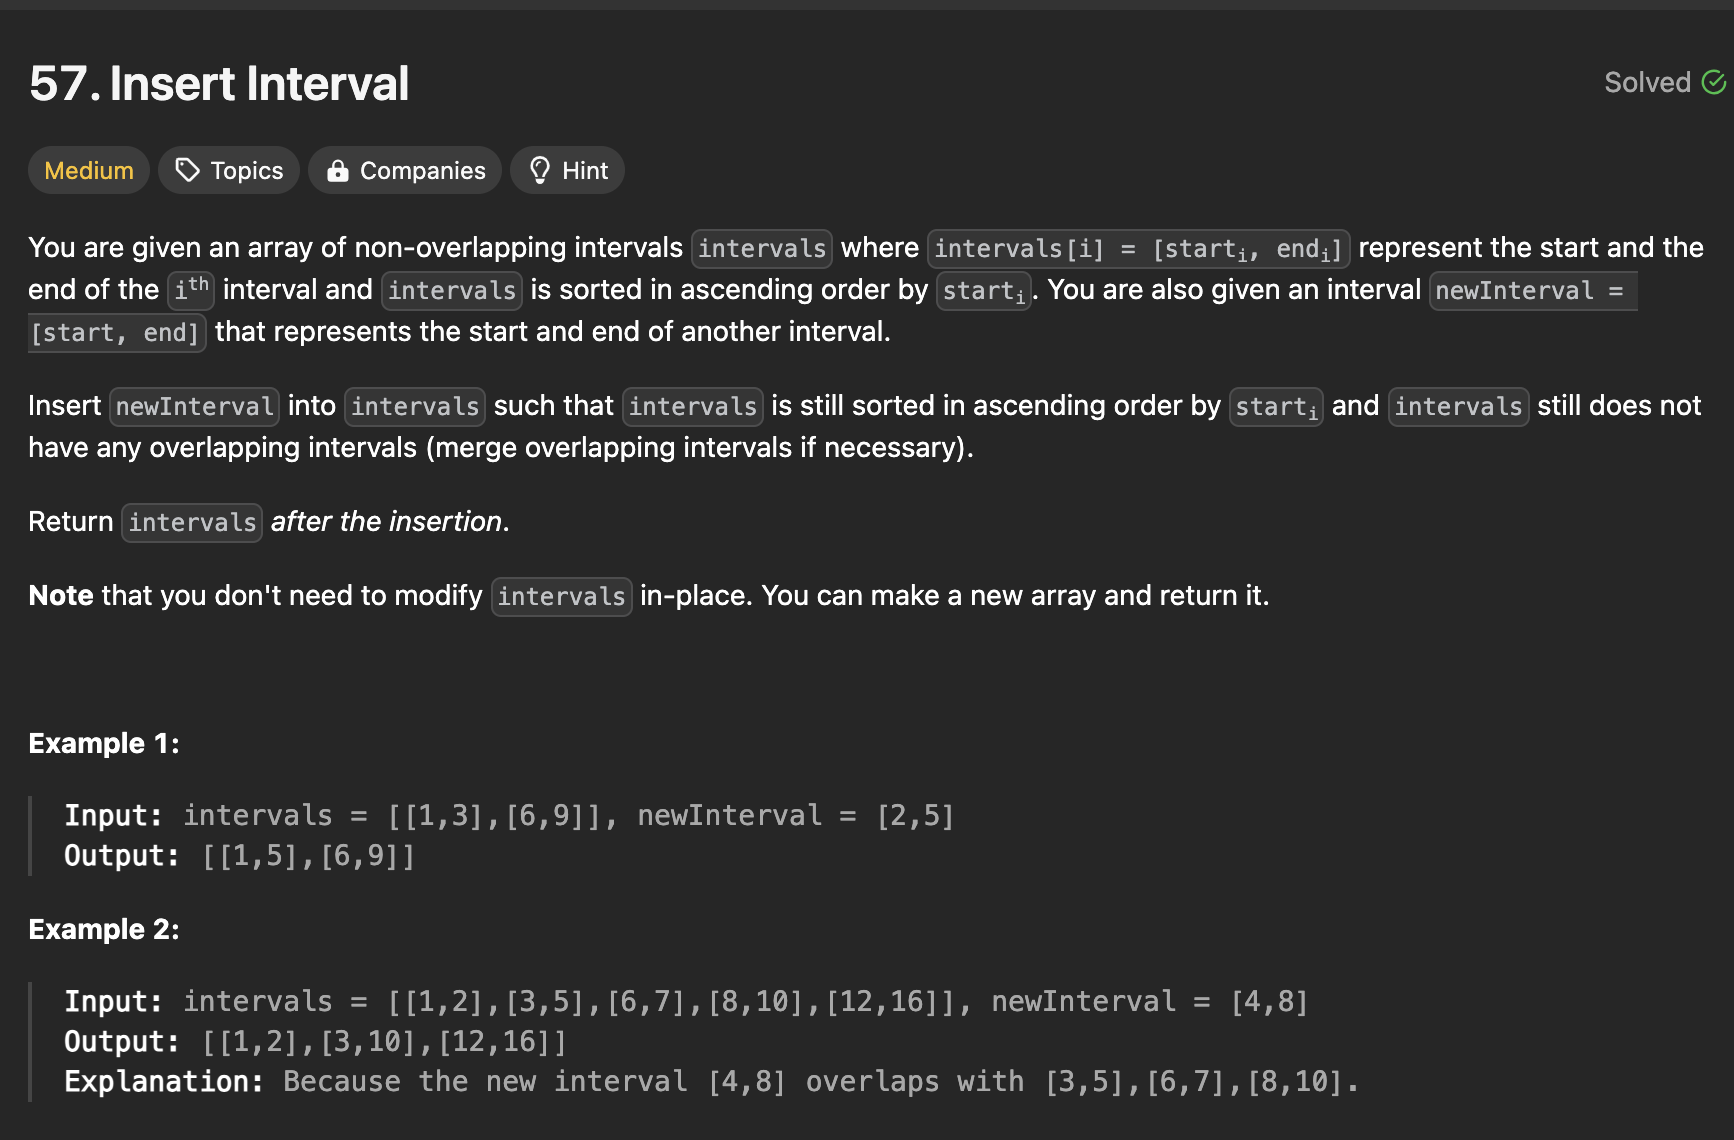 57. Insert Interval
Solved
Medium
Topics
Companies
Hint
You are given an array of non-overlapping intervals intervals where intervals[i] = [starti, endi] represent the start and the
end of the ith interval and intervals is sorted in ascending order by starti. You are also given an interval newInterval =
[start, end] that represents the start and end of another interval.
Insert newInterval into intervals such that intervals is still sorted in ascending order by starti and intervals still does not
have any overlapping intervals (merge overlapping intervals if necessary).
Return intervals after the insertion.
Note that you don't need to modify intervals in-place. You can make a new array and return it.
Example 1:
Input: intervals = [[1,3],[6,9]], newInterval = [2,5]
Output: [[1,5],[6,9]]
Example 2:
Input: intervals = [[1,2],[3,5],[6,7],[8,10],[12,16]], newInterval = [4,8]
Output: [[1,2],[3,10],[12,16]]
Explanation: Because the new interval [4,8] overlaps with [3,5],[6,7],[8,10].